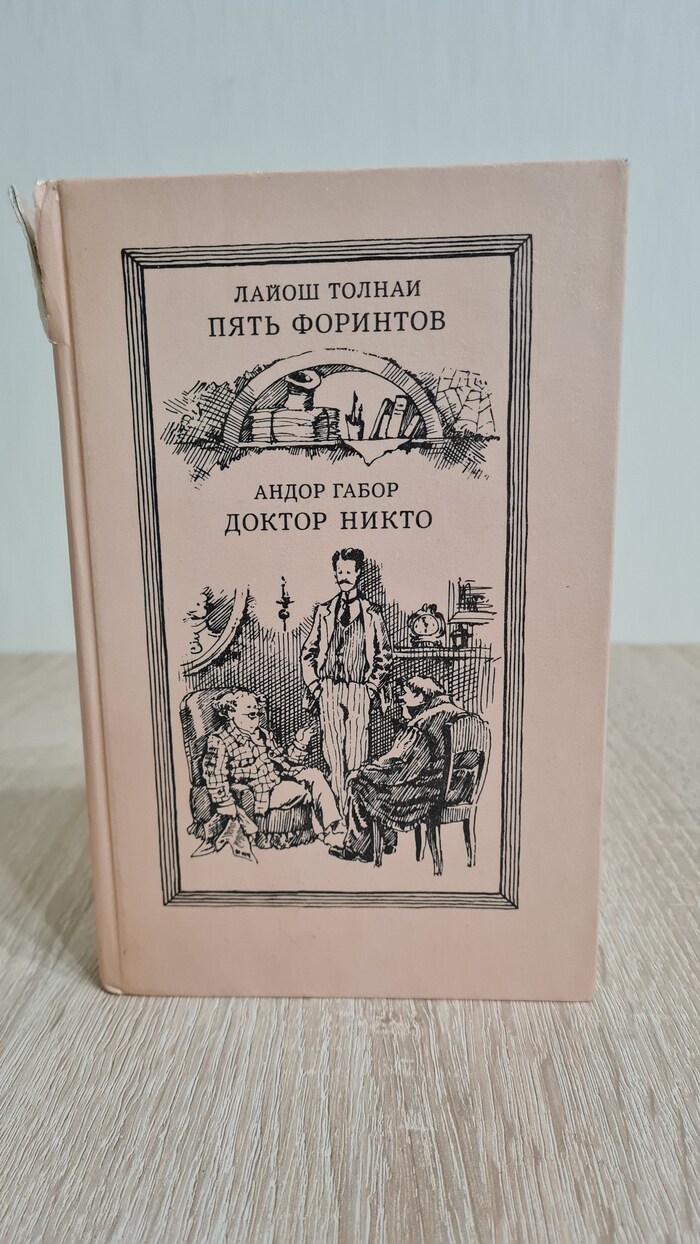 ЛАЙОШ ТОЛНАИ
ПЯТЬ ФОРИНТОВ
АНДОР ГАБОР
ДОКТОР НИКТО